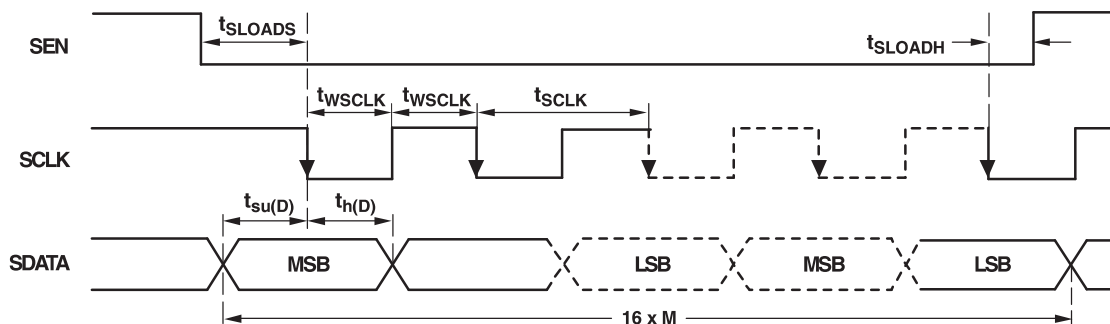 tSLOADS
SEN
tSLOADH
tWSCLK tWSCLK tSCLK
SCLK
tsu(D) th(D)
SDATA MSB LSB MSB LSB
16 x M